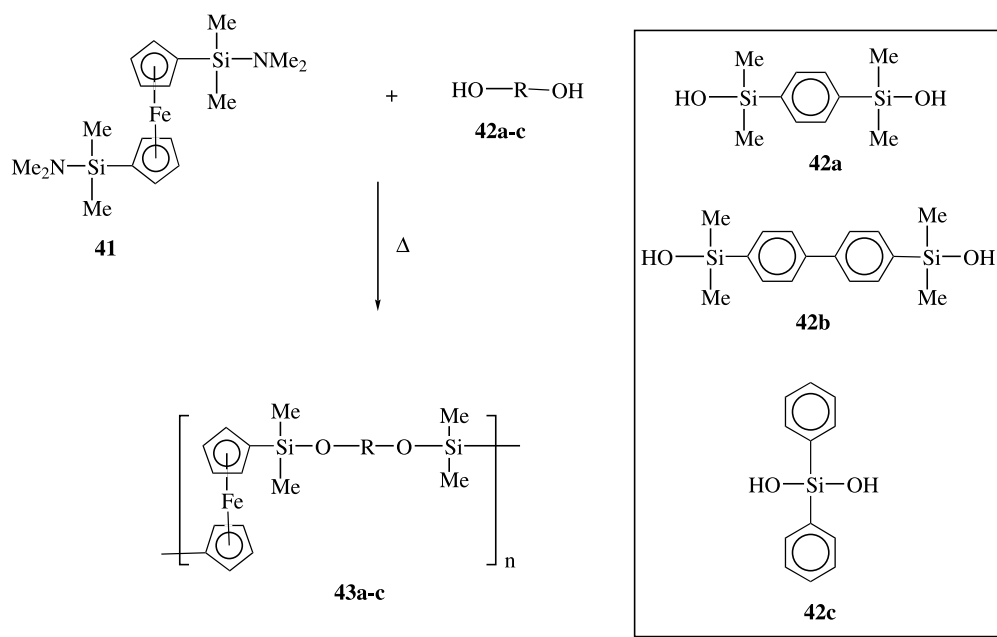 Me
Si NMe2
Me
Fe
Me
Me2N Si
Me
41
+
HO R OH
42a-c
Δ
Me Me
Si O R O Si
Me Me
Fe
n
43a-c
Me Me
HO Si Si OH
Me Me
42a
Me Me
HO Si Si OH
Me Me
42b
HO Si OH
42c